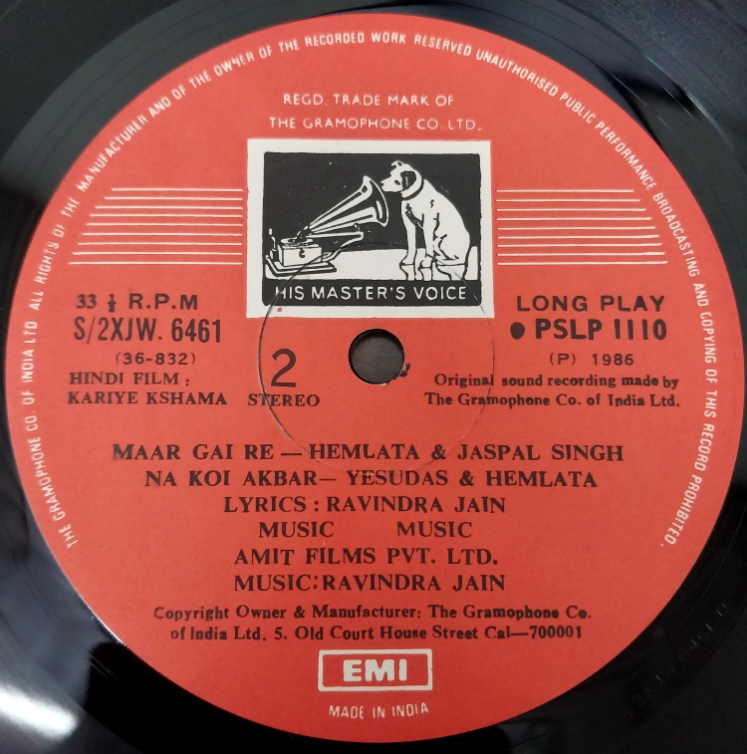 THE GRAMOPHONE CO. OF INDIA LTD ALL RIGHTS OF THE MANUFACTURER AND OF THE OWNER OF THE RECORDED WORK RESERVED UNAUTHORISED PUBLIC PERFORMANCE BROADCASTING AND COPYING OF THIS RECORD PROHIBITED.
REGD. TRADE MARK OF
THE GRAMOPHONE CO. LTD.
HIS MASTER'S VOICE
33 ⅓ R.P.M
S/2XJW. 6461
(36-832)
HINDI FILM :
KARIYE KSHAMA
2
STEREO
LONG PLAY
PSLP 1110
(P) 1986
Original sound recording made by
The Gramophone Co. of India Ltd.
MAAR GAI RE — HEMLATA & JASPAL SINGH
NA KOI AKBAR— YESUDAS & HEMLATA
LYRICS : RAVINDRA JAIN
MUSIC MUSIC
AMIT FILMS PVT. LTD.
MUSIC:RAVINDRA JAIN
Copyright Owner & Manufacturer: The Gramophone Co.
of India Ltd. 5. Old Court House Street Cal—700001
EMI
MADE IN INDIA